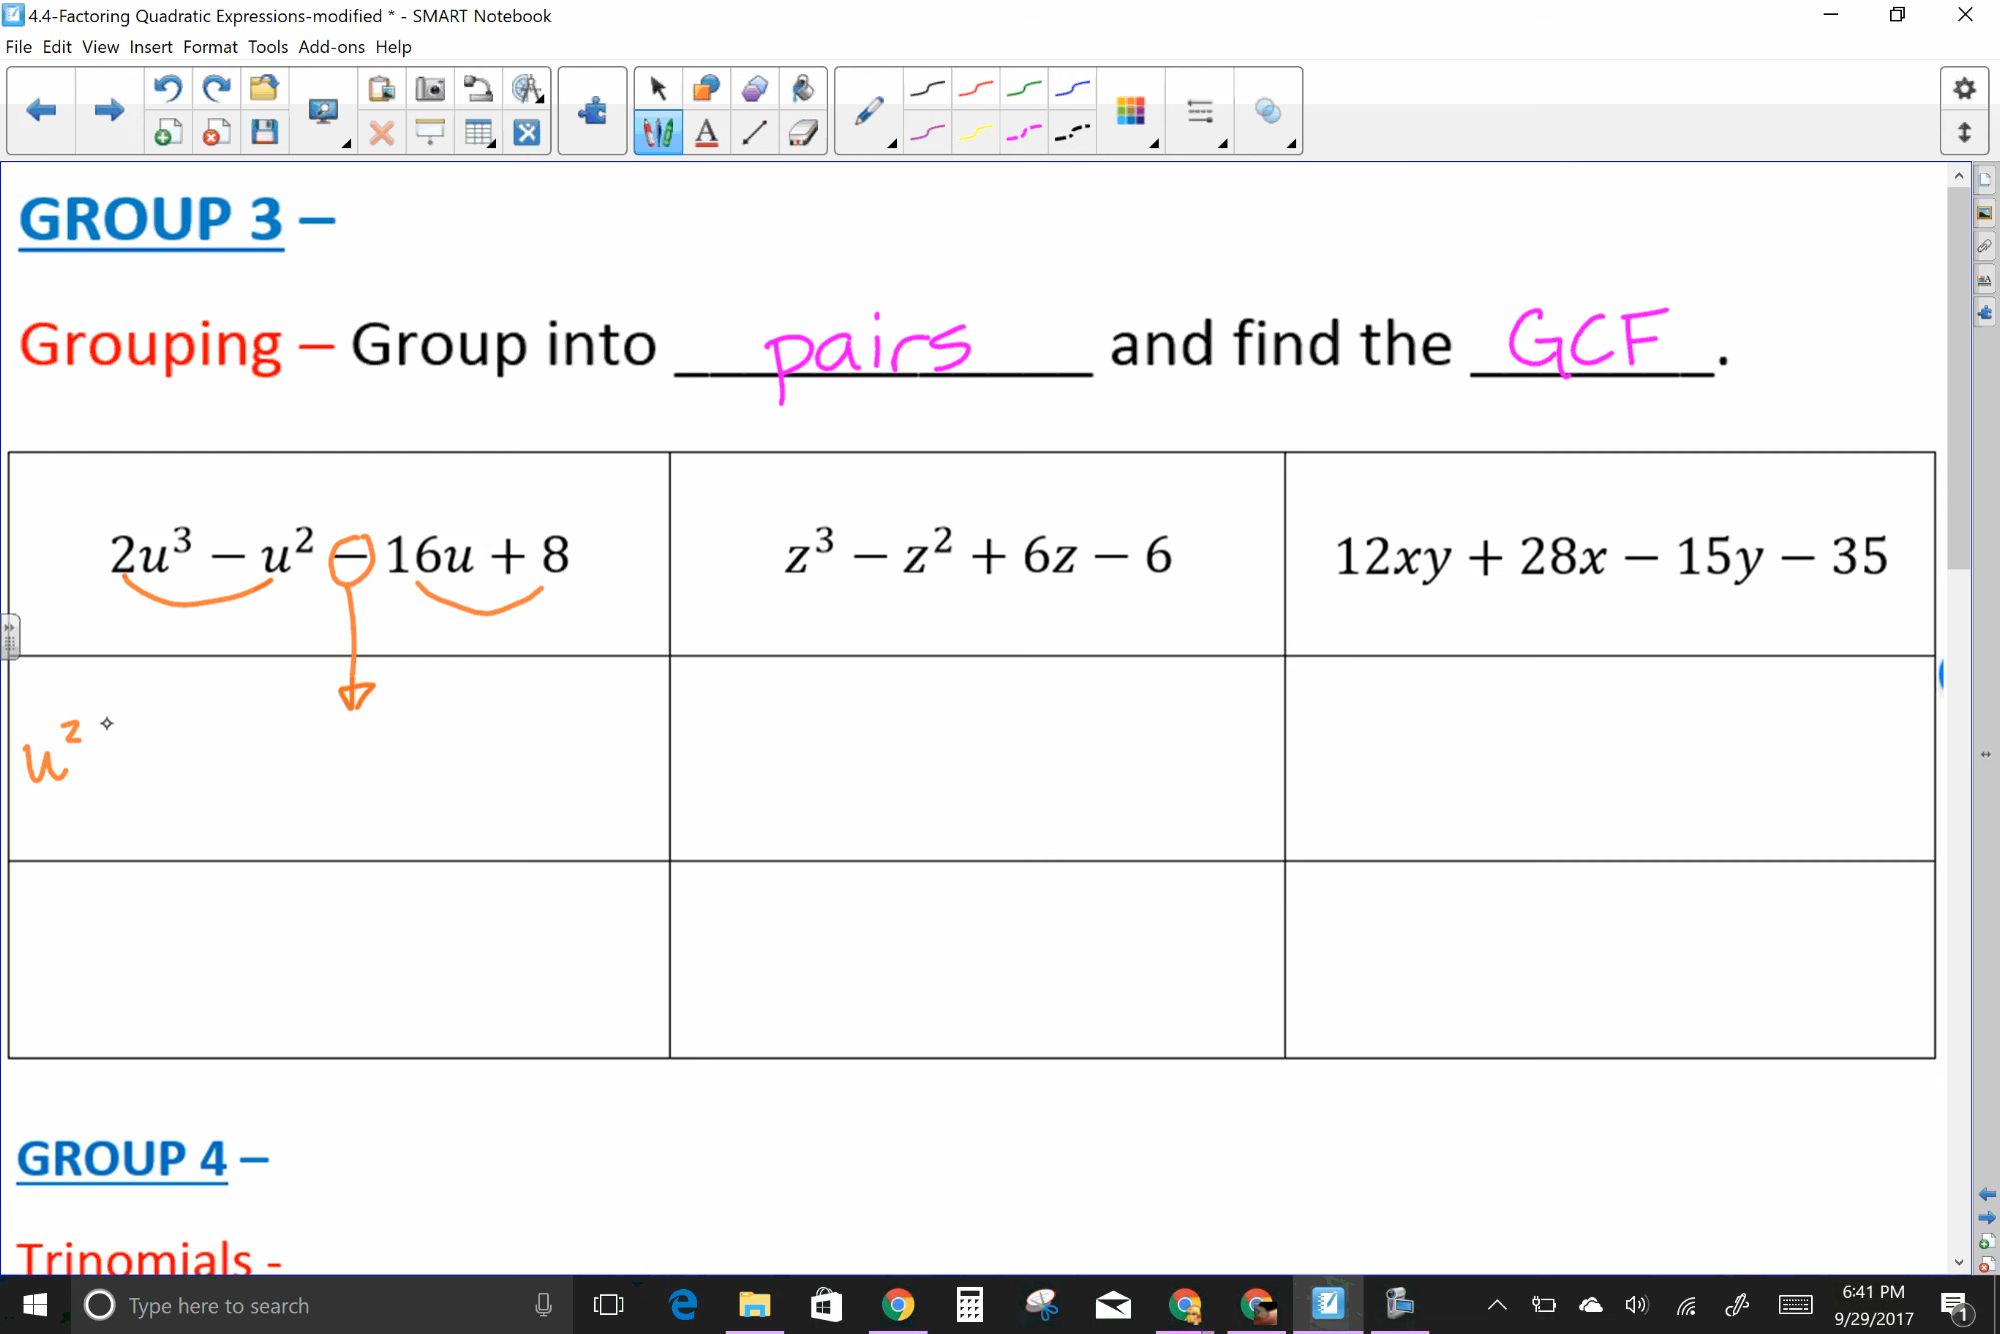 4.4-Factoring Quadratic Expressions-modified * - SMART Notebook
File Edit View Insert Format Tools Add-ons Help
GROUP 3 –
Grouping – Group into pairs and find the GCF.
2u³ − u² − 16u + 8
z³ − z² + 6z − 6
12xy + 28x − 15y − 35
u²
GROUP 4 –
Trinomials -
Type here to search
6:41 PM
9/29/2017
1